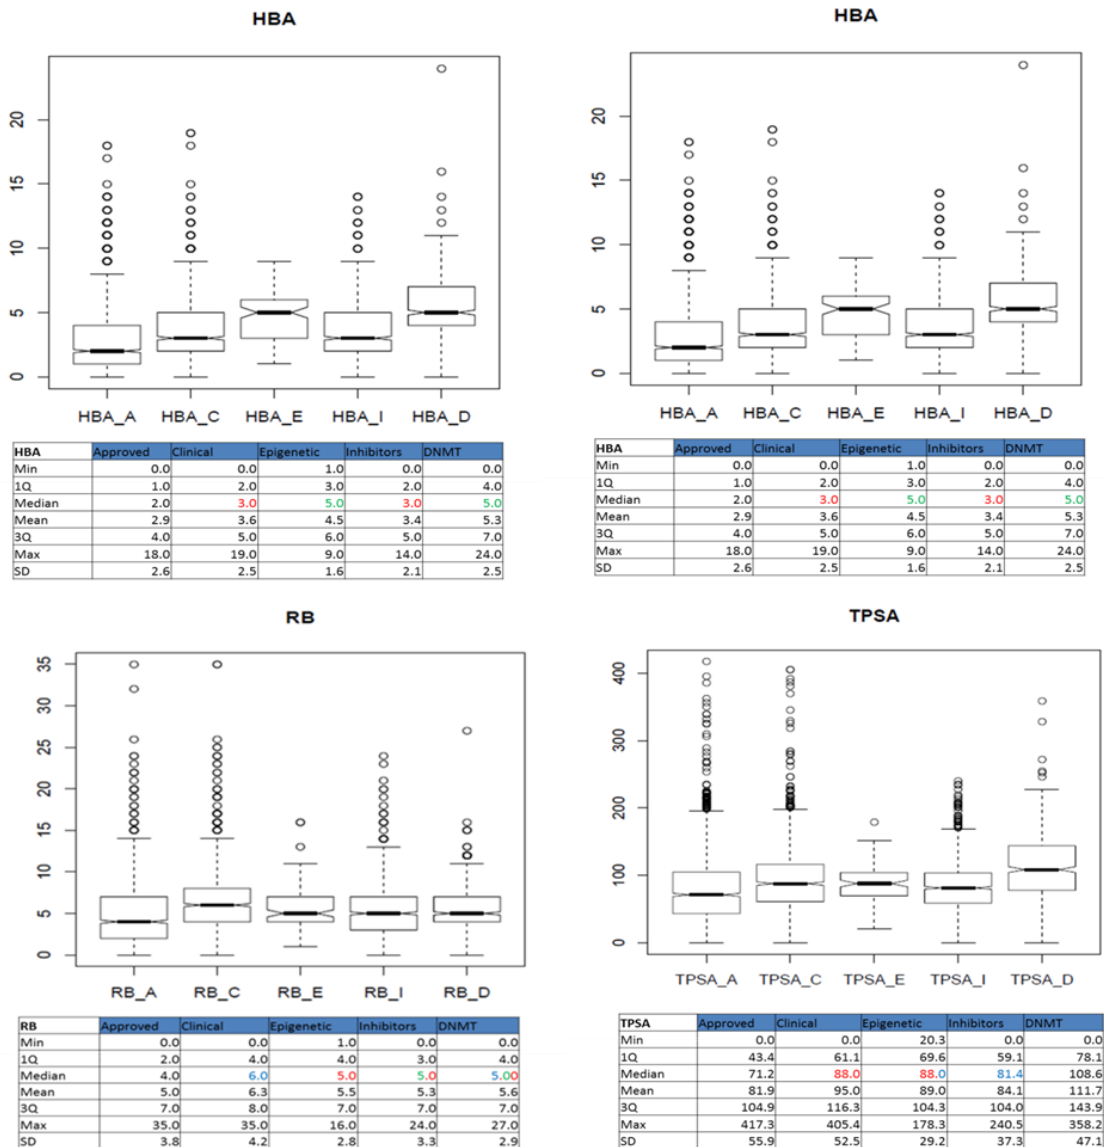 HBA
20
15
10
5
0
HBA_A HBA_C HBA_E HBA_I HBA_D
HBA Approved Clinical Epigenetic Inhibitors DNMT
Min 0.0 0.0 1.0 0.0 0.0
1Q 1.0 2.0 3.0 2.0 4.0
Median 2.0 3.0 5.0 3.0 5.0
Mean 2.9 3.6 4.5 3.4 5.3
3Q 4.0 5.0 6.0 5.0 7.0
Max 18.0 19.0 9.0 14.0 24.0
SD 2.6 2.5 1.6 2.1 2.5
HBA
20
15
10
5
0
HBA_A HBA_C HBA_E HBA_I HBA_D
HBA Approved Clinical Epigenetic Inhibitors DNMT
Min 0.0 0.0 1.0 0.0 0.0
1Q 1.0 2.0 3.0 2.0 4.0
Median 2.0 3.0 5.0 3.0 5.0
Mean 2.9 3.6 4.5 3.4 5.3
3Q 4.0 5.0 6.0 5.0 7.0
Max 18.0 19.0 9.0 14.0 24.0
SD 2.6 2.5 1.6 2.1 2.5
RB
35
30
25
20
15
10
5
0
RB_A RB_C RB_E RB_I RB_D
RB Approved Clinical Epigenetic Inhibitors DNMT
Min 0.0 0.0 1.0 0.0 0.0
1Q 2.0 4.0 4.0 3.0 4.0
Median 4.0 6.0 5.0 5.0 5.00
Mean 5.0 6.3 5.5 5.3 5.6
3Q 7.0 8.0 7.0 7.0 7.0
Max 35.0 35.0 16.0 24.0 27.0
SD 3.8 4.2 2.8 3.3 2.9
TPSA
400
300
200
100
0
TPSA_A TPSA_C TPSA_E TPSA_I TPSA_D
TPSA Approved Clinical Epigenetic Inhibitors DNMT
Min 0.0 0.0 20.3 0.0 0.0
1Q 43.4 61.1 69.6 59.1 78.1
Median 71.2 88.0 88.0 81.4 108.6
Mean 81.9 95.0 89.0 84.1 111.7
3Q 104.9 116.3 104.3 104.0 143.9
Max 417.3 405.4 178.3 240.5 358.2
SD 55.9 52.5 29.2 37.3 47.1